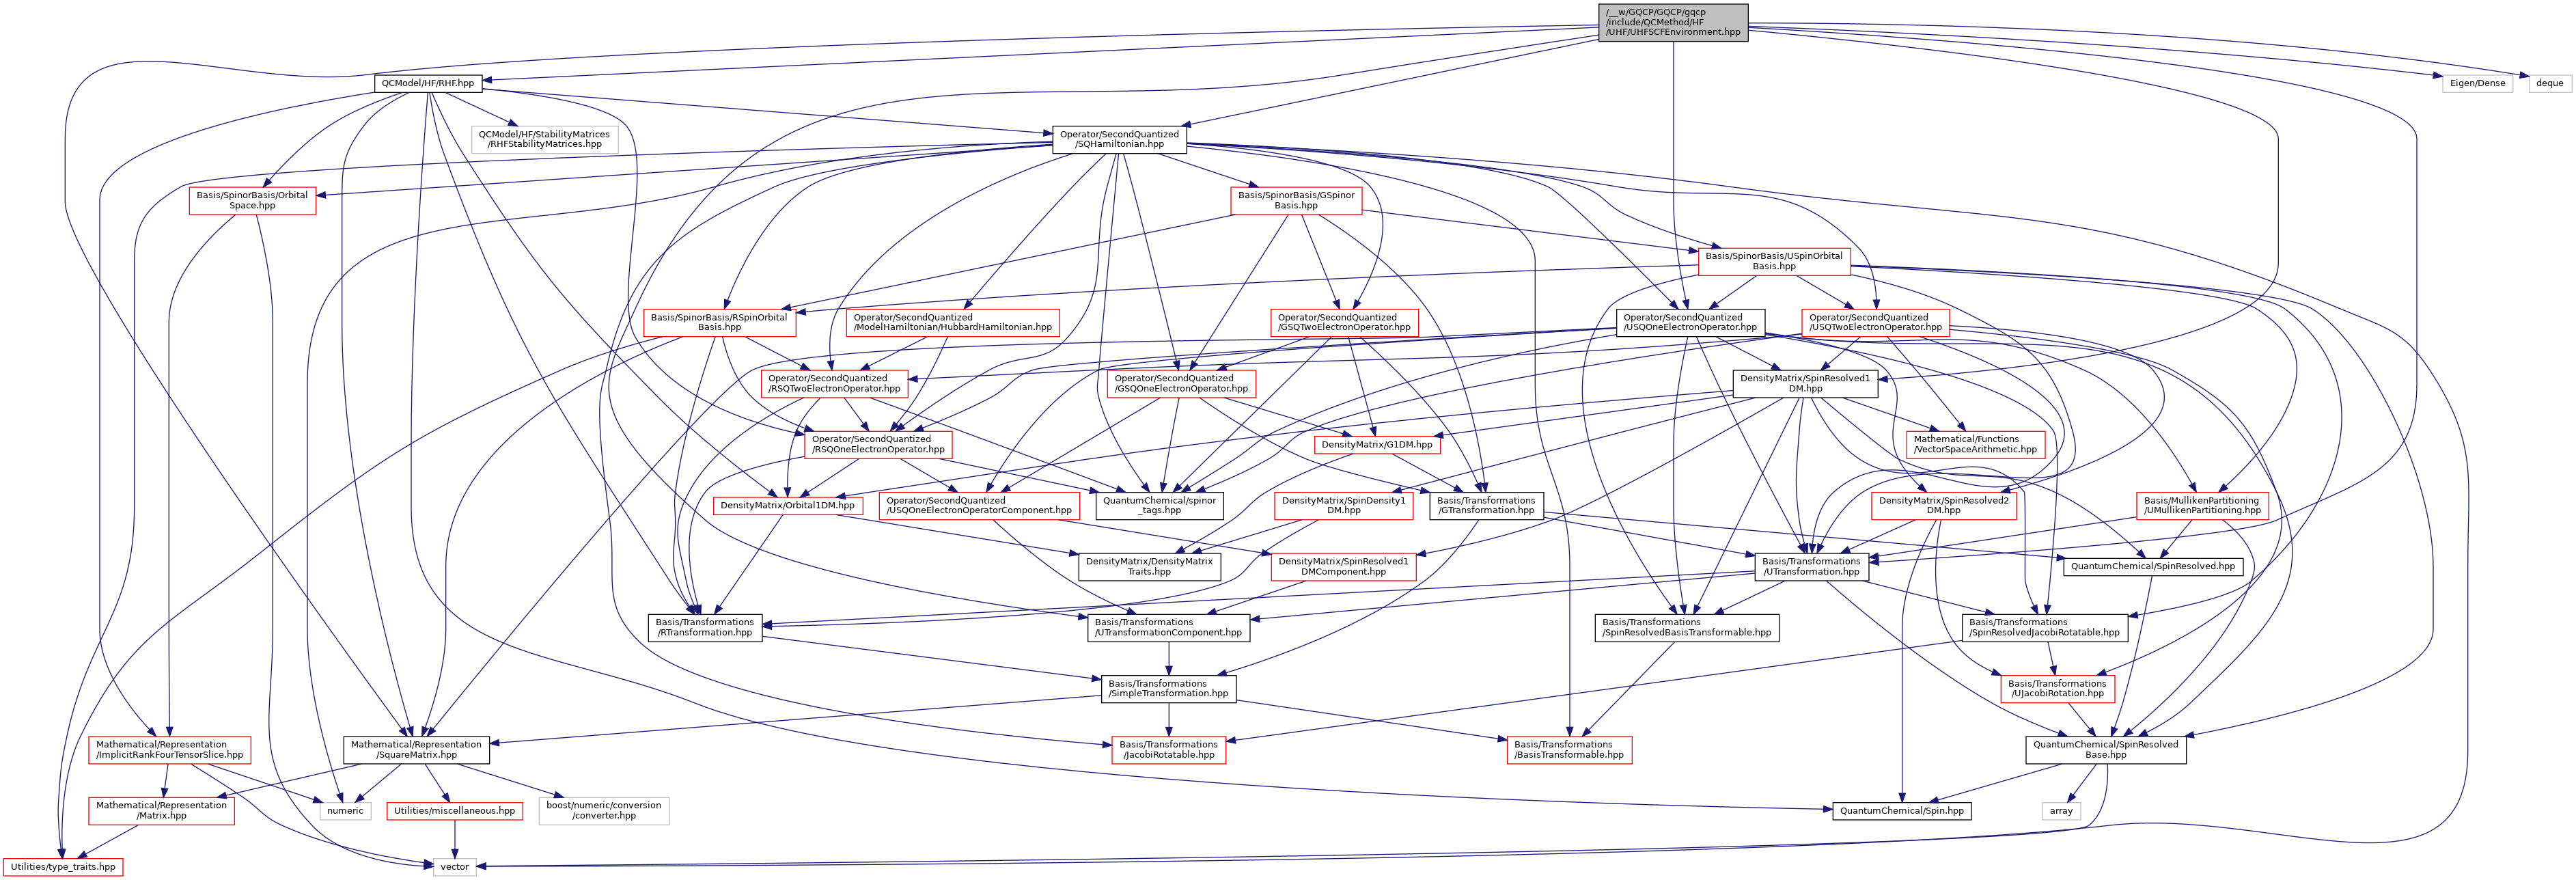 /__w/GQCP/GQCP/gqcp
/include/QCMethod/HF
/UHF/UHFSCFEnvironment.hpp
QCModel/HF/RHF.hpp
Eigen/Dense
deque
QCModel/HF/StabilityMatrices
/RHFStabilityMatrices.hpp
Operator/SecondQuantized
/SQHamiltonian.hpp
Basis/SpinorBasis/Orbital
Space.hpp
Basis/SpinorBasis/GSpinor
Basis.hpp
Basis/SpinorBasis/USpinOrbital
Basis.hpp
Basis/SpinorBasis/RSpinOrbital
Basis.hpp
Operator/SecondQuantized
/ModelHamiltonian/HubbardHamiltonian.hpp
Operator/SecondQuantized
/GSQTwoElectronOperator.hpp
Operator/SecondQuantized
/USQOneElectronOperator.hpp
Operator/SecondQuantized
/USQTwoElectronOperator.hpp
Operator/SecondQuantized
/RSQTwoElectronOperator.hpp
Operator/SecondQuantized
/GSQOneElectronOperator.hpp
DensityMatrix/SpinResolved1
DM.hpp
Operator/SecondQuantized
/RSQOneElectronOperator.hpp
DensityMatrix/G1DM.hpp
Mathematical/Functions
/VectorSpaceArithmetic.hpp
DensityMatrix/Orbital1DM.hpp
Operator/SecondQuantized
/USQOneElectronOperatorComponent.hpp
QuantumChemical/spinor
_tags.hpp
DensityMatrix/SpinDensity1
DM.hpp
Basis/Transformations
/GTransformation.hpp
DensityMatrix/SpinResolved2
DM.hpp
Basis/MullikenPartitioning
/UMullikenPartitioning.hpp
DensityMatrix/DensityMatrix
Traits.hpp
DensityMatrix/SpinResolved1
DMComponent.hpp
Basis/Transformations
/UTransformation.hpp
QuantumChemical/SpinResolved.hpp
Basis/Transformations
/RTransformation.hpp
Basis/Transformations
/UTransformationComponent.hpp
Basis/Transformations
/SpinResolvedBasisTransformable.hpp
Basis/Transformations
/SpinResolvedJacobiRotatable.hpp
Basis/Transformations
/SimpleTransformation.hpp
Basis/Transformations
/UJacobiRotation.hpp
Mathematical/Representation
/ImplicitRankFourTensorSlice.hpp
Mathematical/Representation
/SquareMatrix.hpp
Basis/Transformations
/JacobiRotatable.hpp
Basis/Transformations
/BasisTransformable.hpp
QuantumChemical/SpinResolved
Base.hpp
Mathematical/Representation
/Matrix.hpp
numeric
Utilities/miscellaneous.hpp
boost/numeric/conversion
/converter.hpp
QuantumChemical/Spin.hpp
array
Utilities/type_traits.hpp
vector